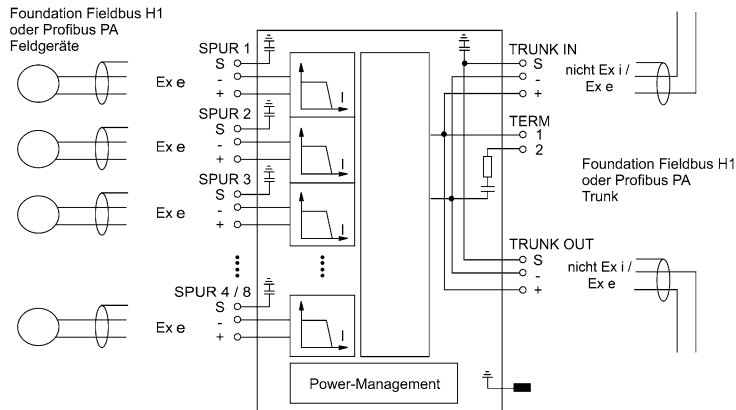 Foundation Fieldbus H1
oder Profibus PA
Feldgeräte
SPUR 1
S
-
+
Ex e
I
SPUR 2
S
-
+
Ex e
I
SPUR 3
S
-
+
Ex e
I
SPUR 4 / 8
S
-
+
Ex e
I
Power-Management
TRUNK IN
S
-
+
nicht Ex i /
Ex e
TERM
1
2
Foundation Fieldbus H1
oder Profibus PA
Trunk
TRUNK OUT
S
-
+
nicht Ex i /
Ex e